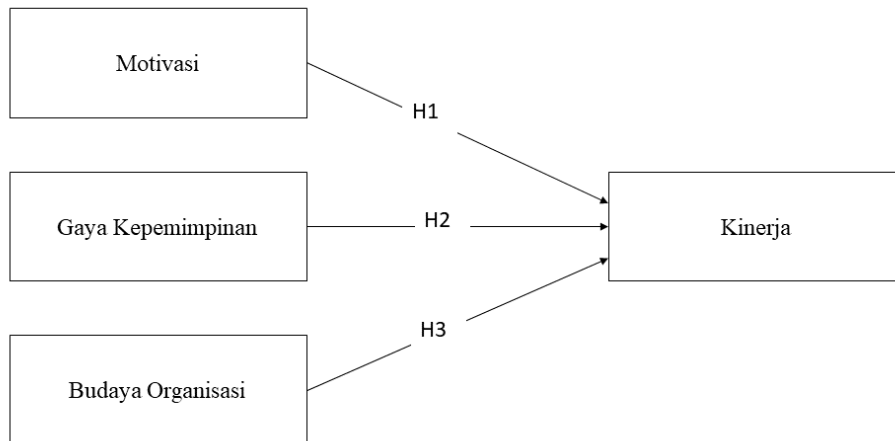 Motivasi
H1
Gaya Kepemimpinan
H2
Kinerja
H3
Budaya Organisasi